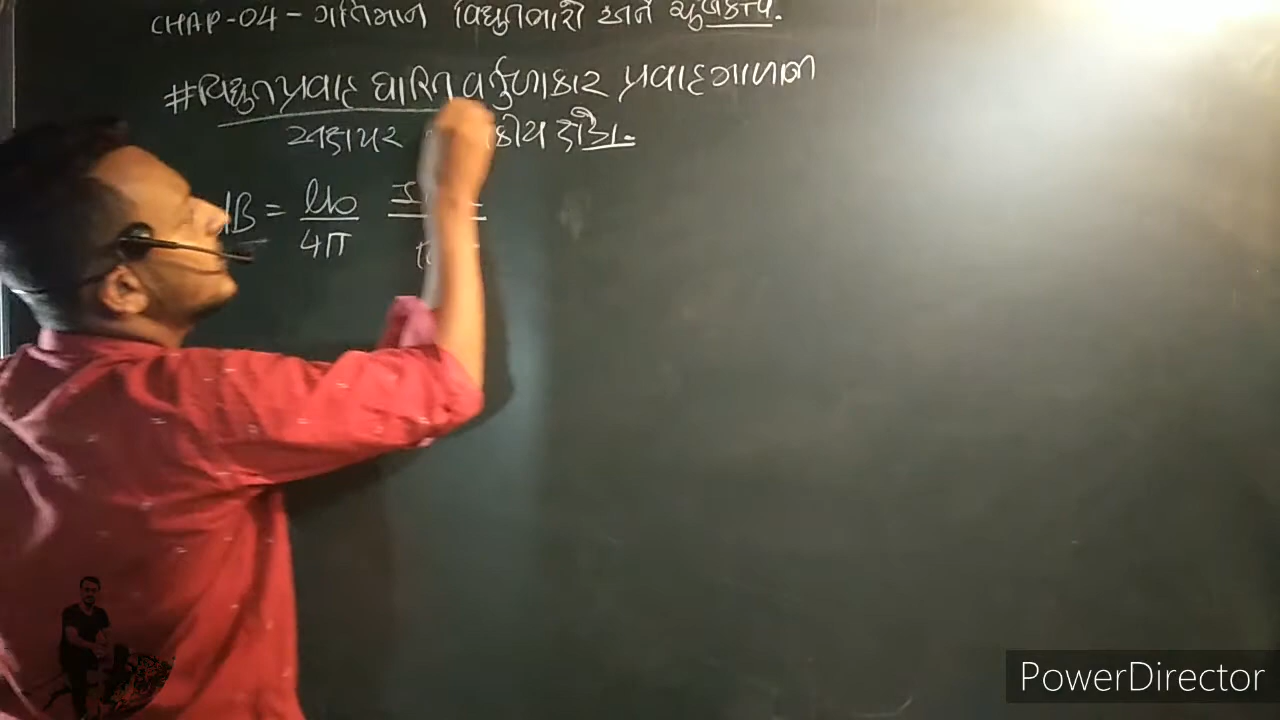 CHAP-04 - ગતિમાન વિદ્યુતભારો અને ચુંબકત્વ.
#વિદ્યુતપ્રવાહ ધારિત વર્તુળાકાર પ્રવાહગાળાની
અક્ષપર
dB = μ0 / 4π I
PowerDirector